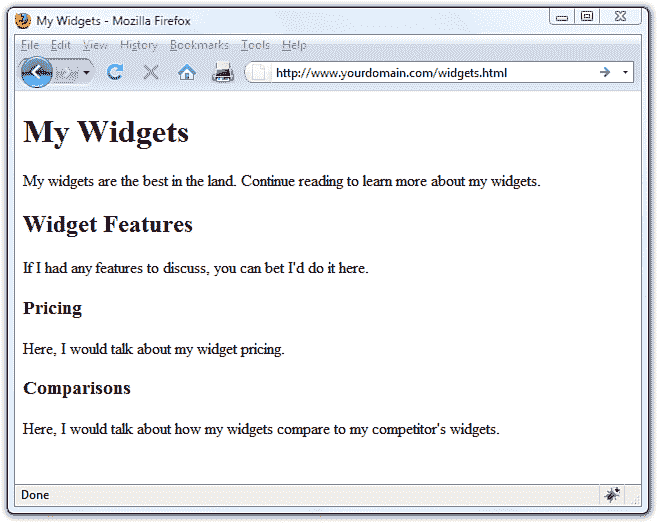 My Widgets - Mozilla Firefox
File Edit View History Bookmarks Tools Help
http://www.yourdomain.com/widgets.html
My Widgets
My widgets are the best in the land. Continue reading to learn more about my widgets.
Widget Features
If I had any features to discuss, you can bet I'd do it here.
Pricing
Here, I would talk about my widget pricing.
Comparisons
Here, I would talk about how my widgets compare to my competitor's widgets.
Done